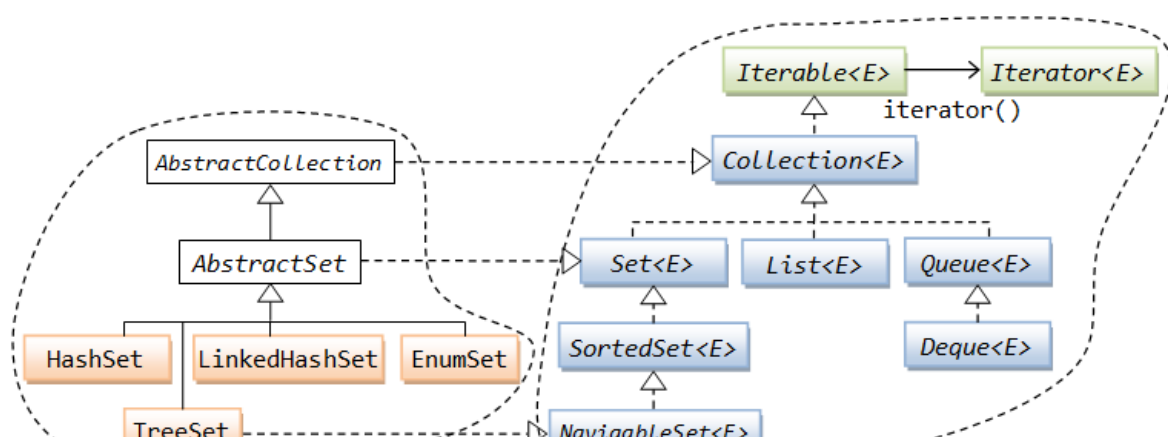 Iterable<E>
Iterator<E>
iterator()
AbstractCollection
Collection<E>
AbstractSet
Set<E>
List<E>
Queue<E>
HashSet
LinkedHashSet
EnumSet
SortedSet<E>
Deque<E>
TreeSet
NavigableSet<E>